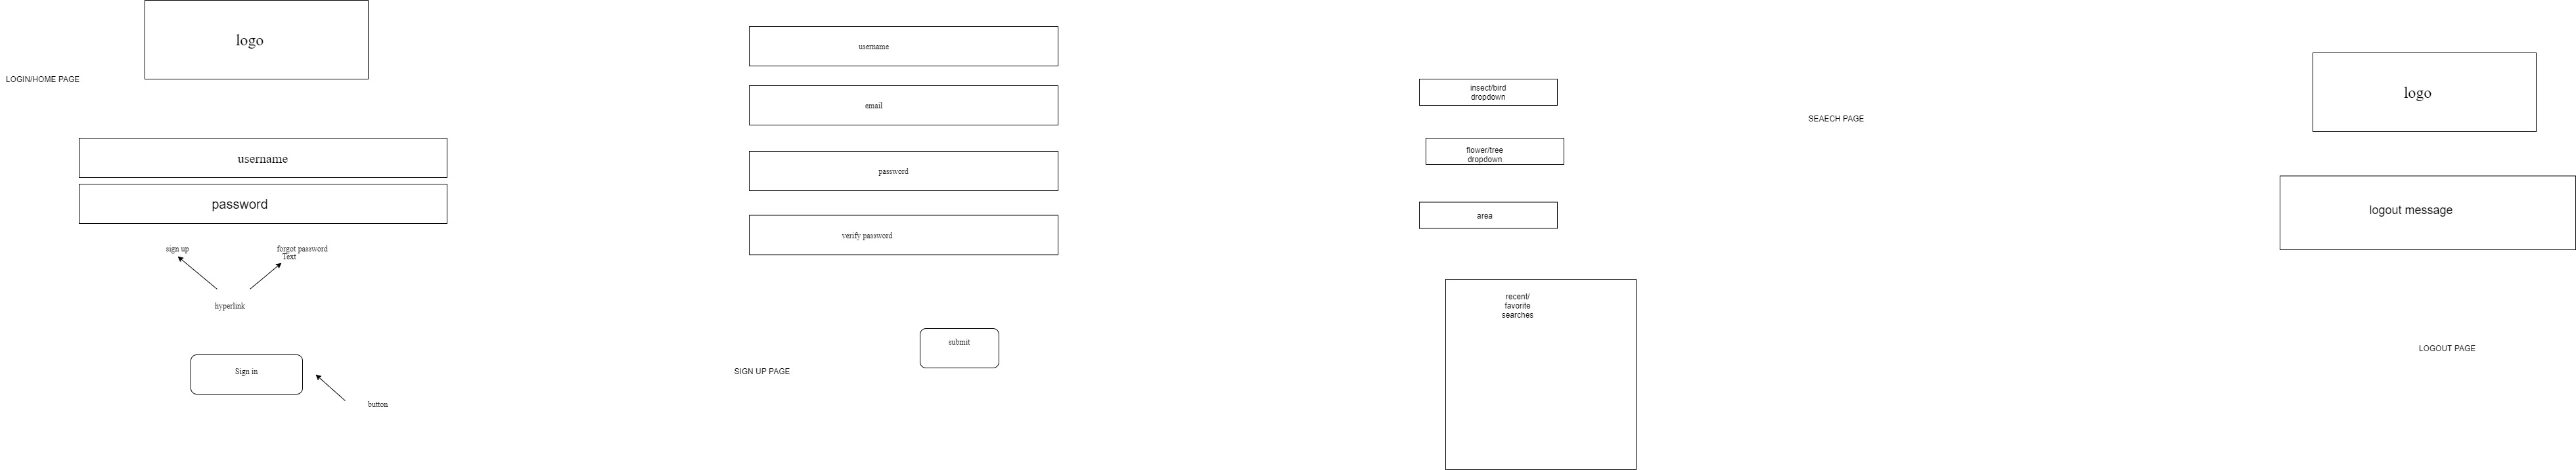 logo
LOGIN/HOME PAGE
username
password
sign up
forgot password
Text
hyperlink
Sign in
button
username
email
password
verify password
submit
SIGN UP PAGE
insect/bird
dropdown
SEAECH PAGE
flower/tree
dropdown
area
recent/
favorite
searches
logo
logout message
LOGOUT PAGE